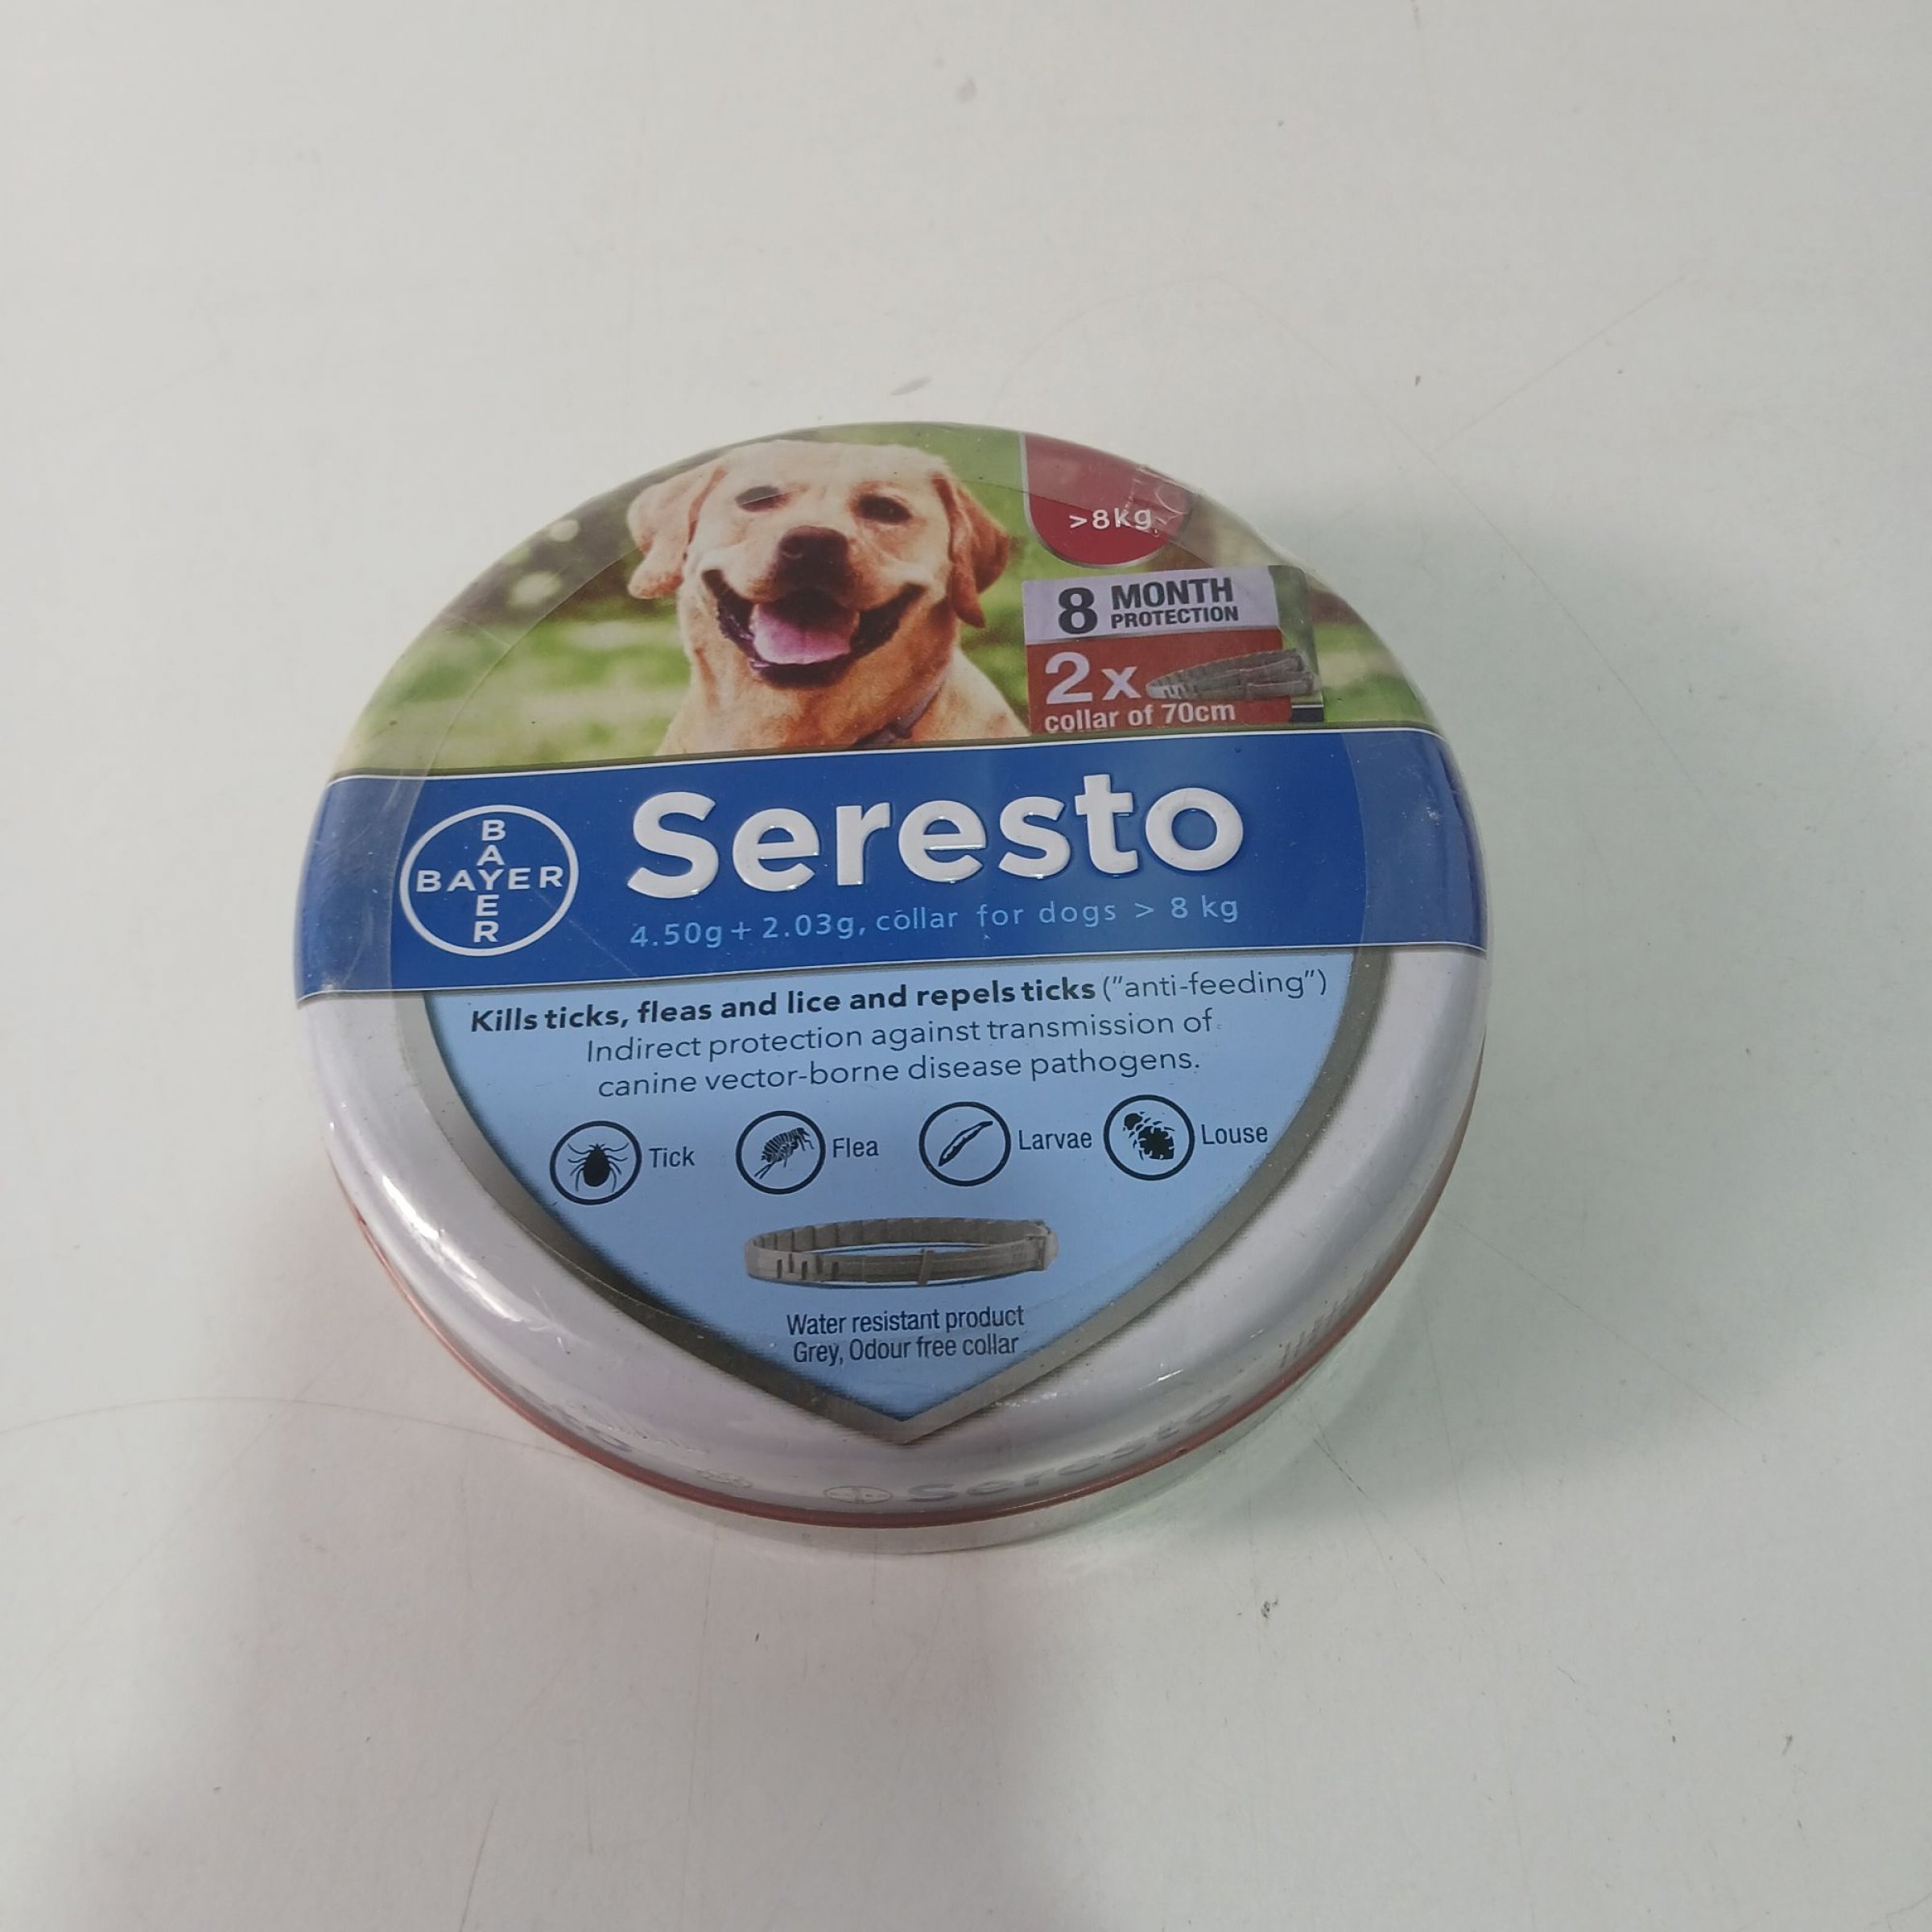 >8kg
8 MONTH
PROTECTION
2x
collar of 70cm
BAYER
BAYER
Seresto
4.50g + 2.03g, collar for dogs > 8 kg
Kills ticks, fleas and lice and repels ticks ("anti-feeding")
Indirect protection against transmission of
canine vector-borne disease pathogens.
Tick
Flea
Larvae
Louse
Water resistant product
Grey, Odour free collar
Seresto